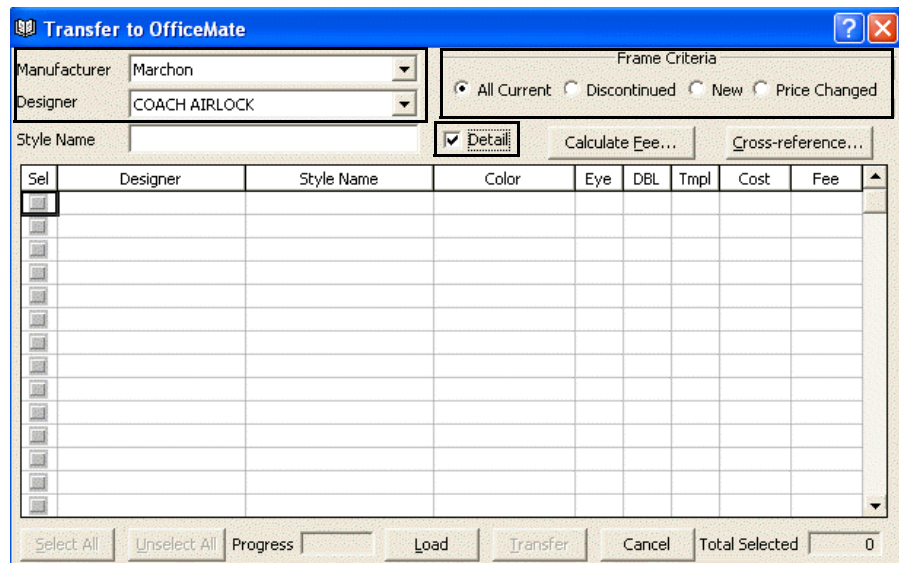 Transfer to OfficeMate
Manufacturer Marchon
Designer COACH AIRLOCK
Frame Criteria
All Current Discontinued New Price Changed
Style Name
Detail Calculate Fee... Cross-reference...
Sel Designer Style Name Color Eye DBL Tmpl Cost Fee
Select All Unselect All Progress Load Transfer Cancel Total Selected 0